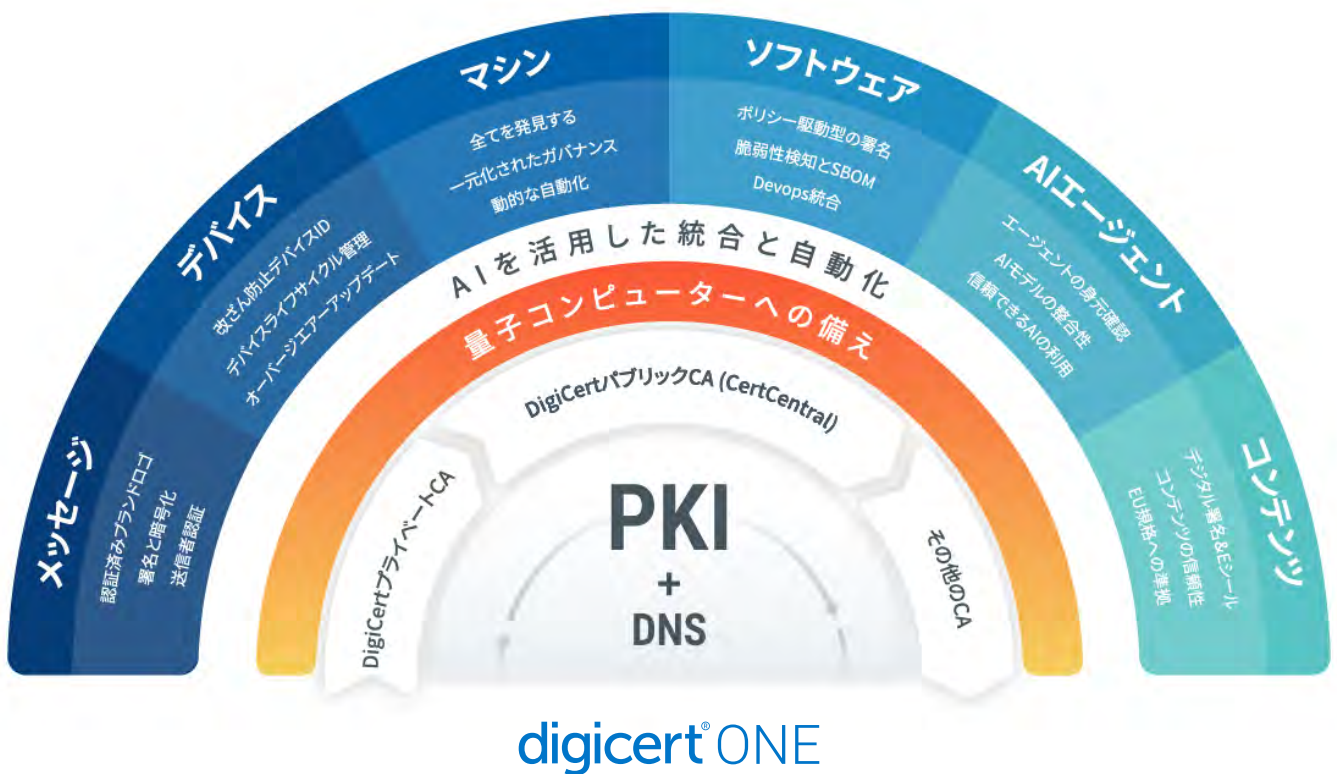 メッセージ
認証済みブランドロゴ
署名と暗号化
送信者認証
デバイス
改ざん防止デバイスID
デバイスライフサイクル管理
オーバージエアーアップデート
マシン
全てを発見する
一元化されたガバナンス
動的な自動化
ソフトウェア
ポリシー駆動型の署名
脆弱性検知とSBOM
Devops統合
AIエージェント
エージェントの身元確認
AIモデルの整合性
信頼できるAIの利用
コンテンツ
デジタル署名&Eシール
コンテンツの信頼性
EU規格への準拠
AIを活用した統合と自動化
量子コンピューターへの備え
DigiCertプライベートCA
DigiCertパブリックCA (CertCentral)
その他のCA
PKI
+
DNS
digicert® ONE